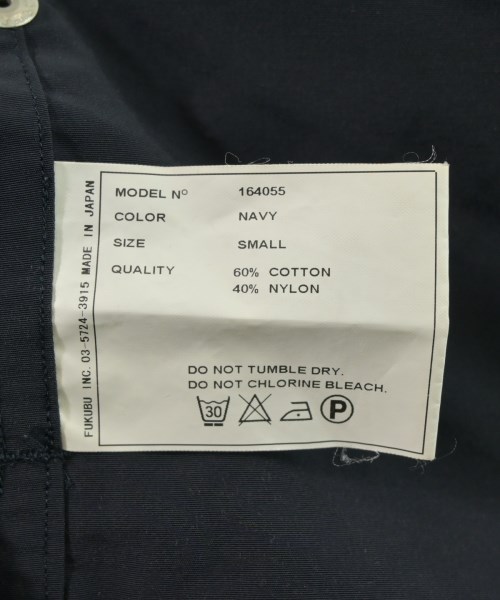 MODEL Nº 164055
COLOR NAVY
SIZE SMALL
QUALITY 60% COTTON
40% NYLON
DO NOT TUMBLE DRY.
DO NOT CHLORINE BLEACH.
30
P
FUKUBU INC. 03-5724-3915 MADE IN JAPAN